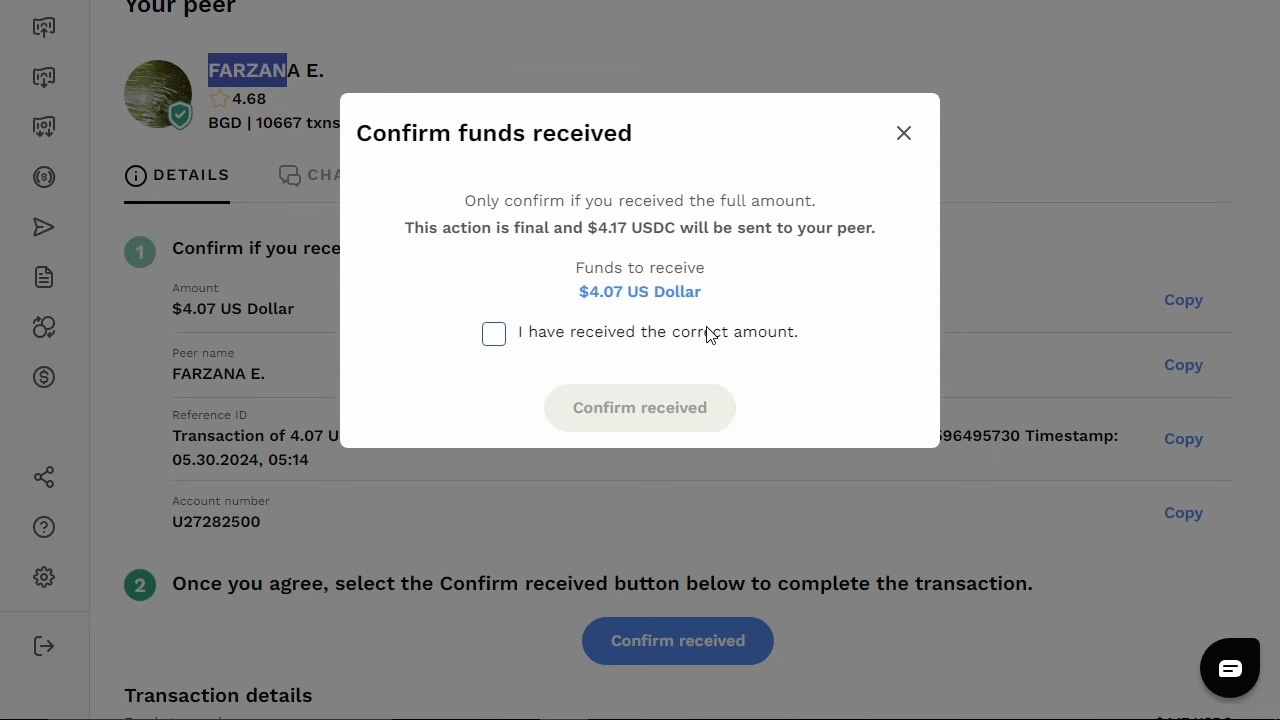 Your peer
FARZANA E.
4.68
BGD | 10667 txns
DETAILS
CHA
Confirm funds received
Only confirm if you received the full amount.
This action is final and $4.17 USDC will be sent to your peer.
Funds to receive
$4.07 US Dollar
I have received the correct amount.
Confirm received
1
Confirm if you rece
Amount
$4.07 US Dollar
Copy
Peer name
FARZANA E.
Copy
Reference ID
Transaction of 4.07 U 596495730 Timestamp:
05.30.2024, 05:14
Copy
Account number
U27282500
Copy
2
Once you agree, select the Confirm received button below to complete the transaction.
Confirm received
Transaction details